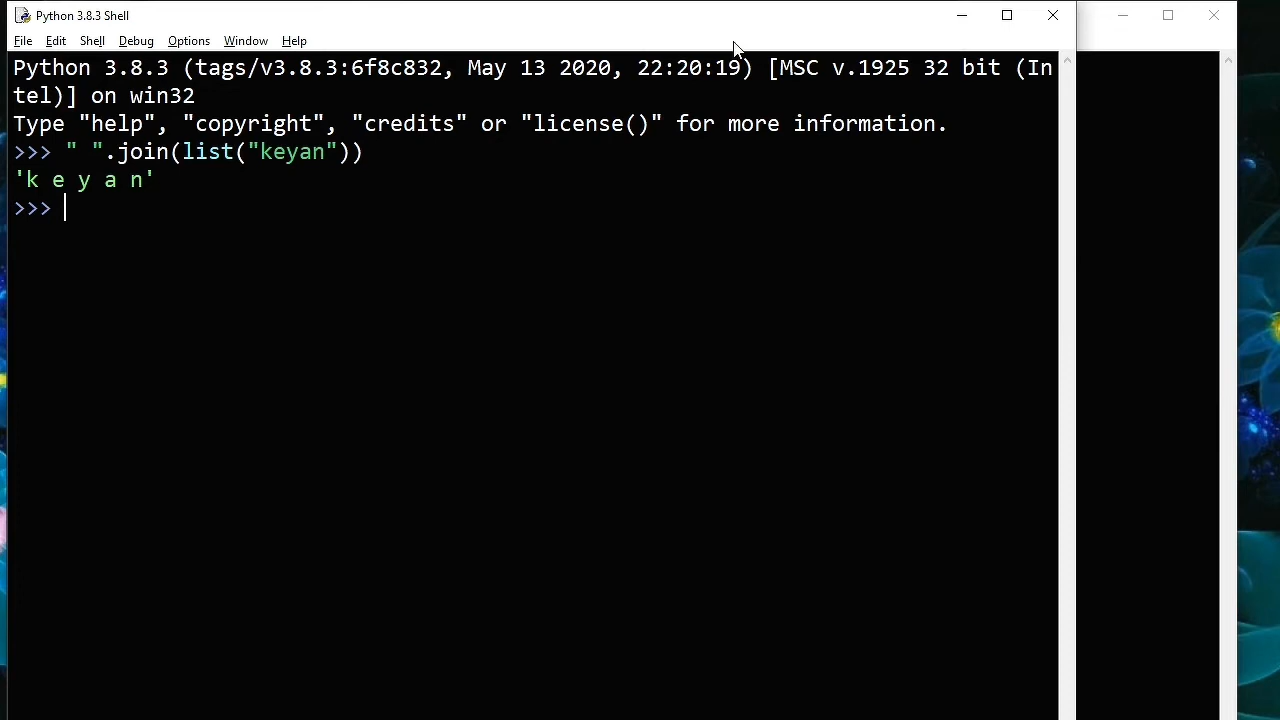 Python 3.8.3 Shell
File Edit Shell Debug Options Window Help
Python 3.8.3 (tags/v3.8.3:6f8c832, May 13 2020, 22:20:19) [MSC v.1925 32 bit (In
tel)] on win32
Type "help", "copyright", "credits" or "license()" for more information.
>>> " ".join(list("keyan"))
'k e y a n'
>>>